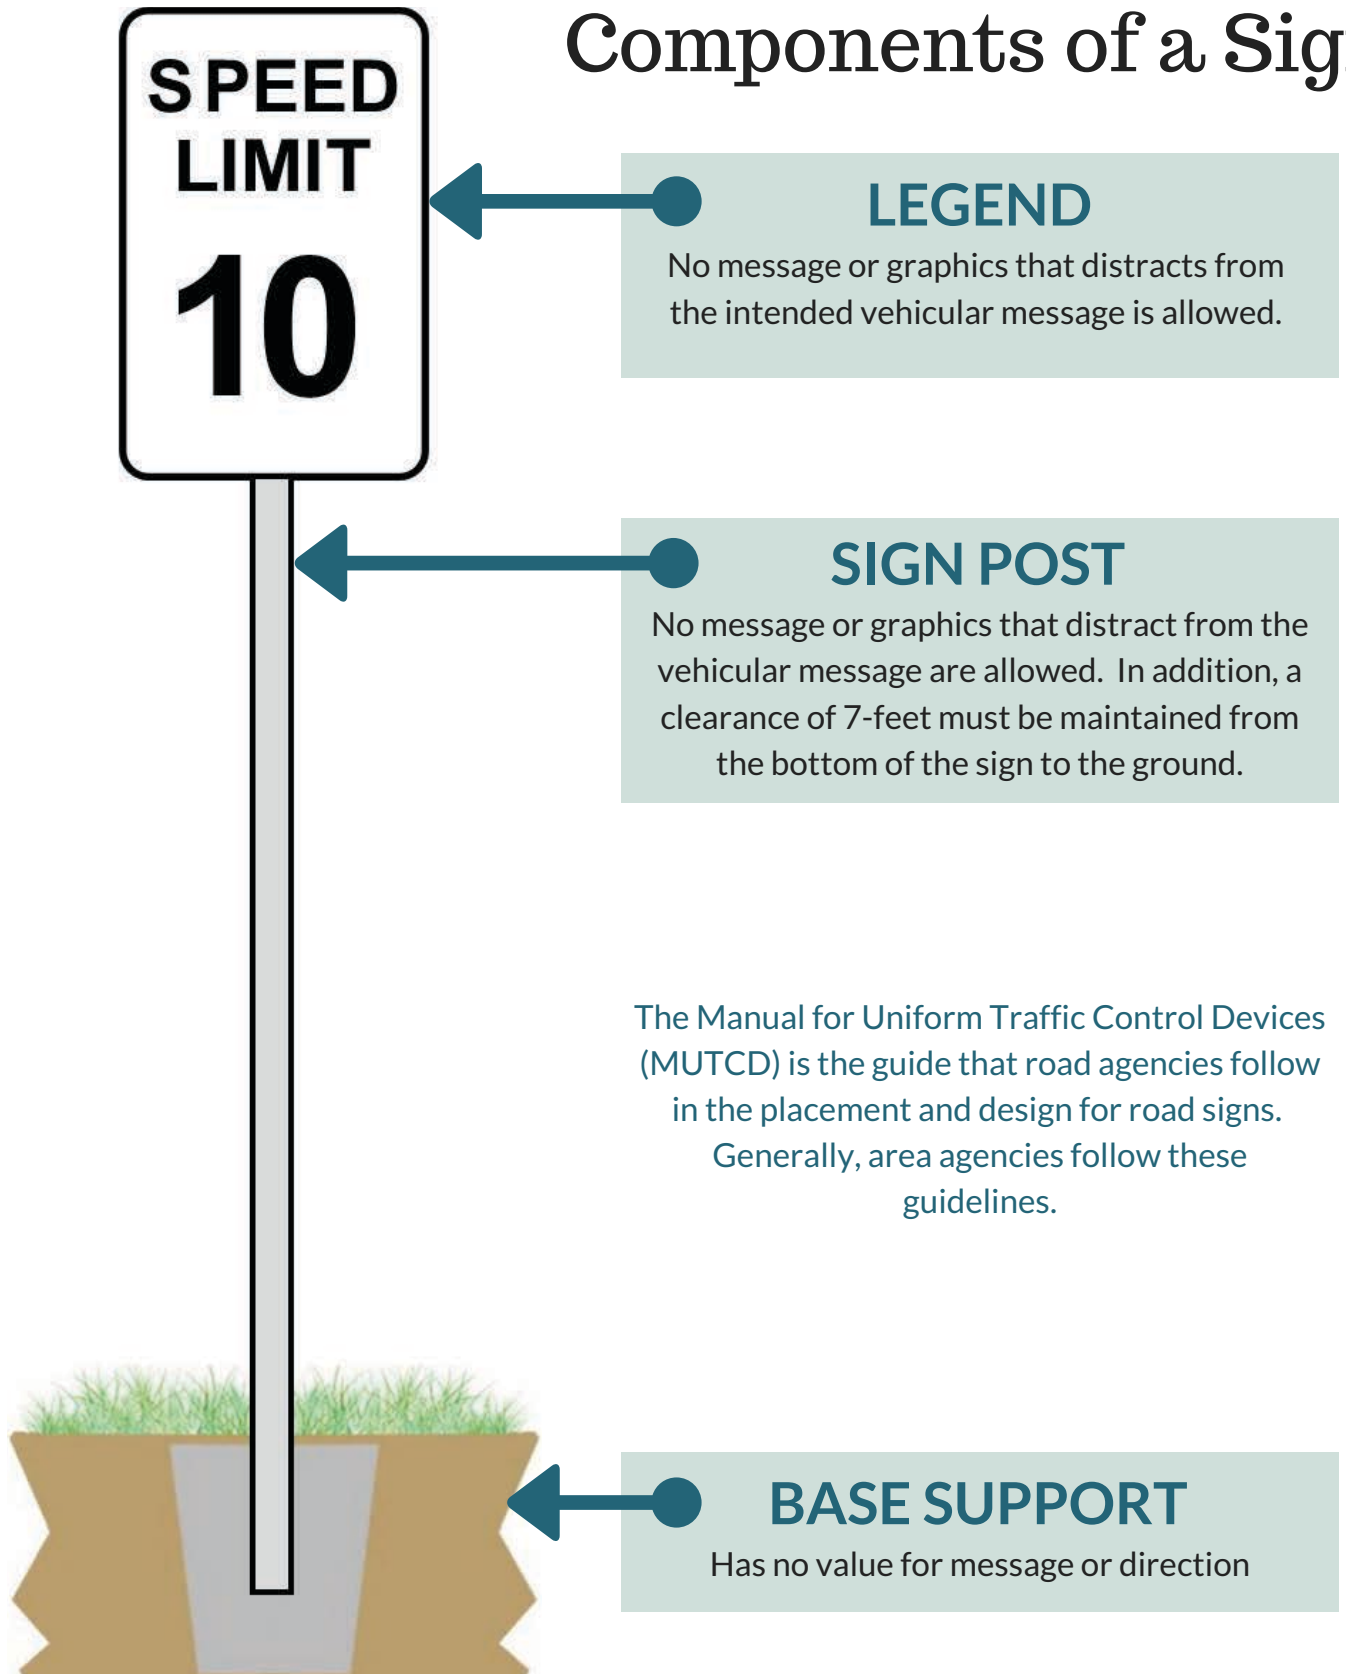 Components of a Sig
SPEED
LIMIT
10
LEGEND
No message or graphics that distracts from
the intended vehicular message is allowed.
SIGN POST
No message or graphics that distract from the
vehicular message are allowed.  In addition, a
clearance of 7-feet must be maintained from
the bottom of the sign to the ground.
The Manual for Uniform Traffic Control Devices
(MUTCD) is the guide that road agencies follow
in the placement and design for road signs.
Generally, area agencies follow these
guidelines.
BASE SUPPORT
Has no value for message or direction